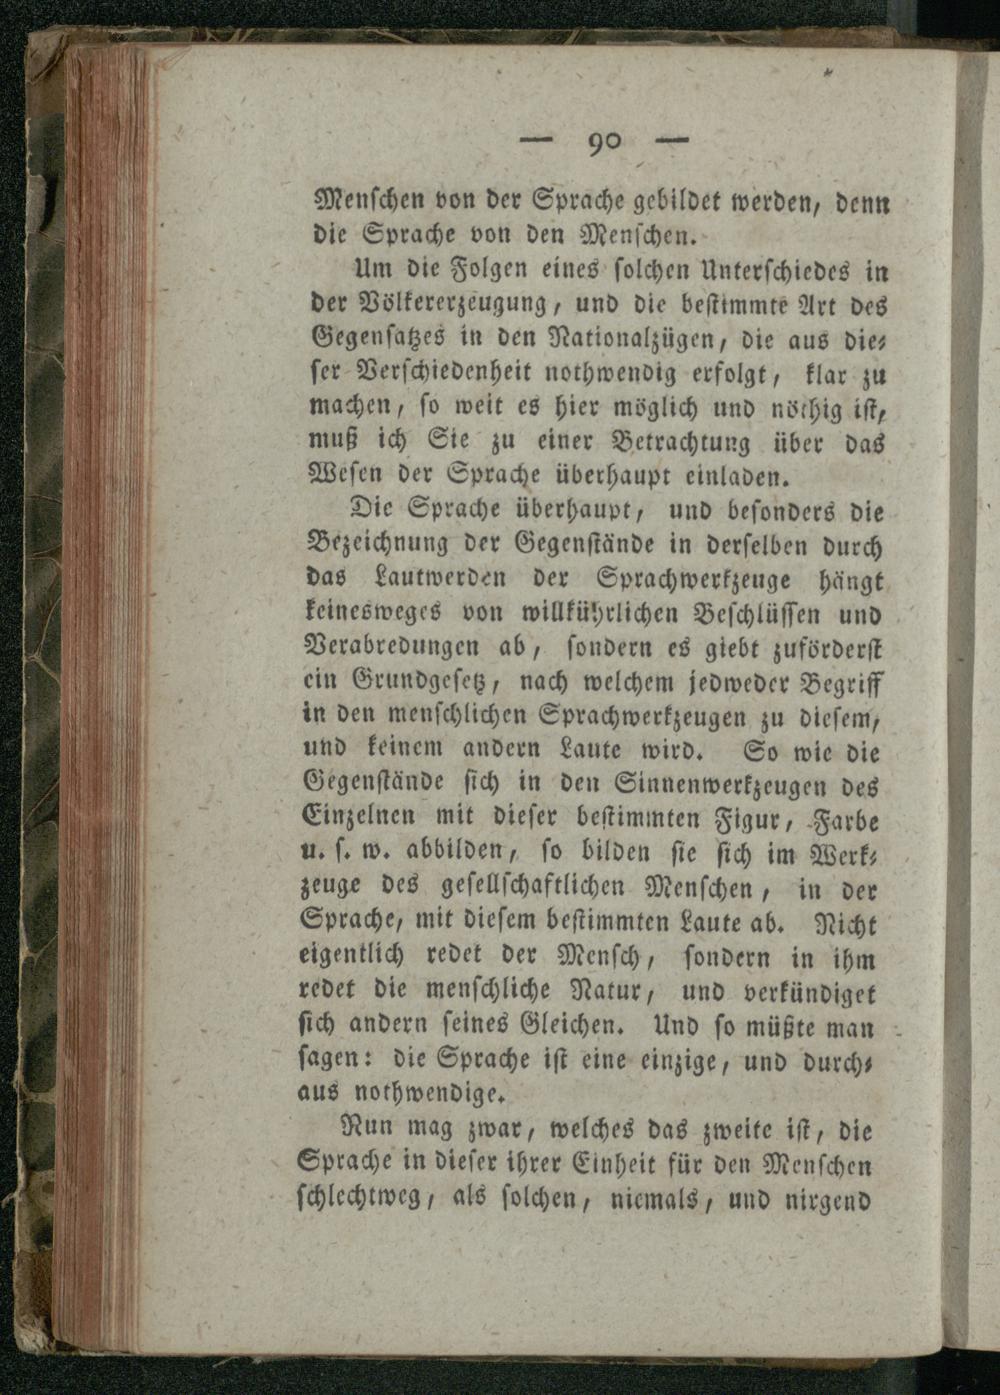 — 90 —
Menschen von der Sprache gebildet werden, denn
die Sprache von den Menschen.
Um die Folgen eines solchen Unterschiedes in
der Völkererzeugung, und die bestimmte Art des
Gegensatzes in den Nationalzügen, die aus die-
ser Verschiedenheit nothwendig erfolgt, klar zu
machen, so weit es hier möglich und nöthig ist,
muß ich Sie zu einer Betrachtung über das
Wesen der Sprache überhaupt einladen.
Die Sprache überhaupt, und besonders die
Bezeichnung der Gegenstände in derselben durch
das Lautwerden der Sprachwerkzeuge hängt
keinesweges von willkührlichen Beschlüssen und
Verabredungen ab, sondern es giebt zuförderst
ein Grundgesetz, nach welchem jedweder Begriff
in den menschlichen Sprachwerkzeugen zu diesem,
und keinem andern Laute wird. So wie die
Gegenstände sich in den Sinnenwerkzeugen des
Einzelnen mit dieser bestimmten Figur, Farbe
u. s. w. abbilden, so bilden sie sich im Werk-
zeuge des gesellschaftlichen Menschen, in der
Sprache, mit diesem bestimmten Laute ab. Nicht
eigentlich redet der Mensch, sondern in ihm
redet die menschliche Natur, und verkündiget
sich andern seines Gleichen. Und so müßte man
sagen: die Sprache ist eine einzige, und durch-
aus nothwendige.
Nun mag zwar, welches das zweite ist, die
Sprache in dieser ihrer Einheit für den Menschen
schlechtweg, als solchen, niemals, und nirgend